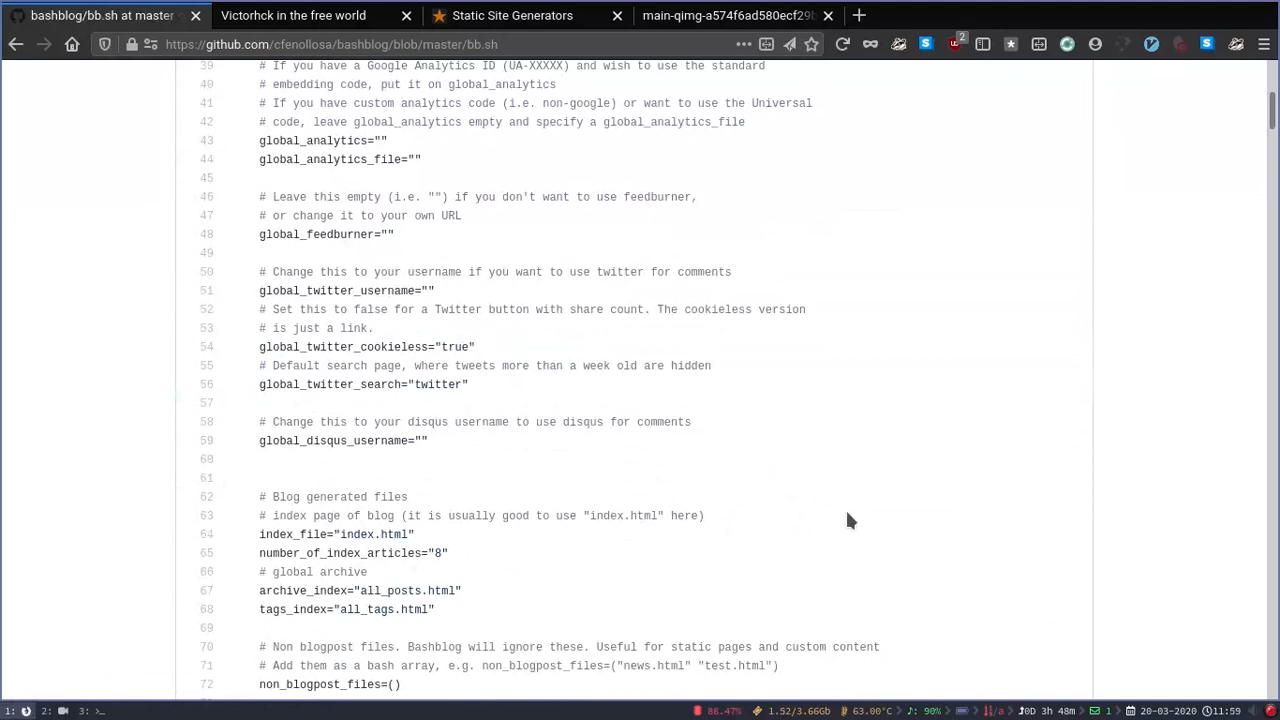 bashblog/bb.sh at master
Victorhck in the free world
Static Site Generators
main-qimg-a574f6ad580ecf29b
https://github.com/cfenollosa/bashblog/blob/master/bb.sh
2
39 # If you have a Google Analytics ID (UA-XXXXX) and wish to use the standard
40 # embedding code, put it on global_analytics
41 # If you have custom analytics code (i.e. non-google) or want to use the Universal
42 # code, leave global_analytics empty and specify a global_analytics_file
43 global_analytics=""
44 global_analytics_file=""
45
46 # Leave this empty (i.e. "") if you don't want to use feedburner,
47 # or change it to your own URL
48 global_feedburner=""
49
50 # Change this to your username if you want to use twitter for comments
51 global_twitter_username=""
52 # Set this to false for a Twitter button with share count. The cookieless version
53 # is just a link.
54 global_twitter_cookieless="true"
55 # Default search page, where tweets more than a week old are hidden
56 global_twitter_search="twitter"
57
58 # Change this to your disqus username to use disqus for comments
59 global_disqus_username=""
60
61
62 # Blog generated files
63 # index page of blog (it is usually good to use "index.html" here)
64 index_file="index.html"
65 number_of_index_articles="8"
66 # global archive
67 archive_index="all_posts.html"
68 tags_index="all_tags.html"
69
70 # Non blogpost files. Bashblog will ignore these. Useful for static pages and custom content
71 # Add them as a bash array, e.g. non_blogpost_files=("news.html" "test.html")
72 non_blogpost_files=()
1: 2: 3: 86.47% 1.52/3.66Gb 63.00°C 90% /a 0D 3h 48m 1 20-03-2020 11:59